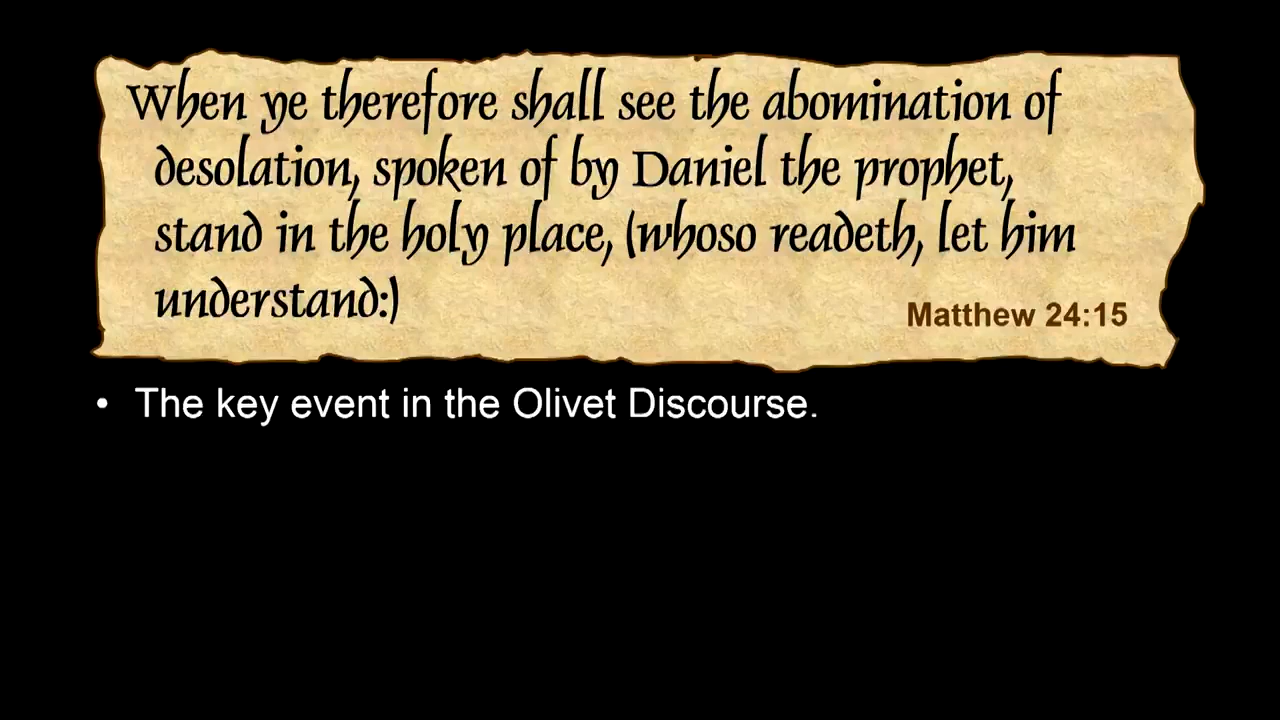 When ye therefore shall see the abomination of
desolation, spoken of by Daniel the prophet,
stand in the holy place, (whoso readeth, let him
understand:)
Matthew 24:15
• The key event in the Olivet Discourse.